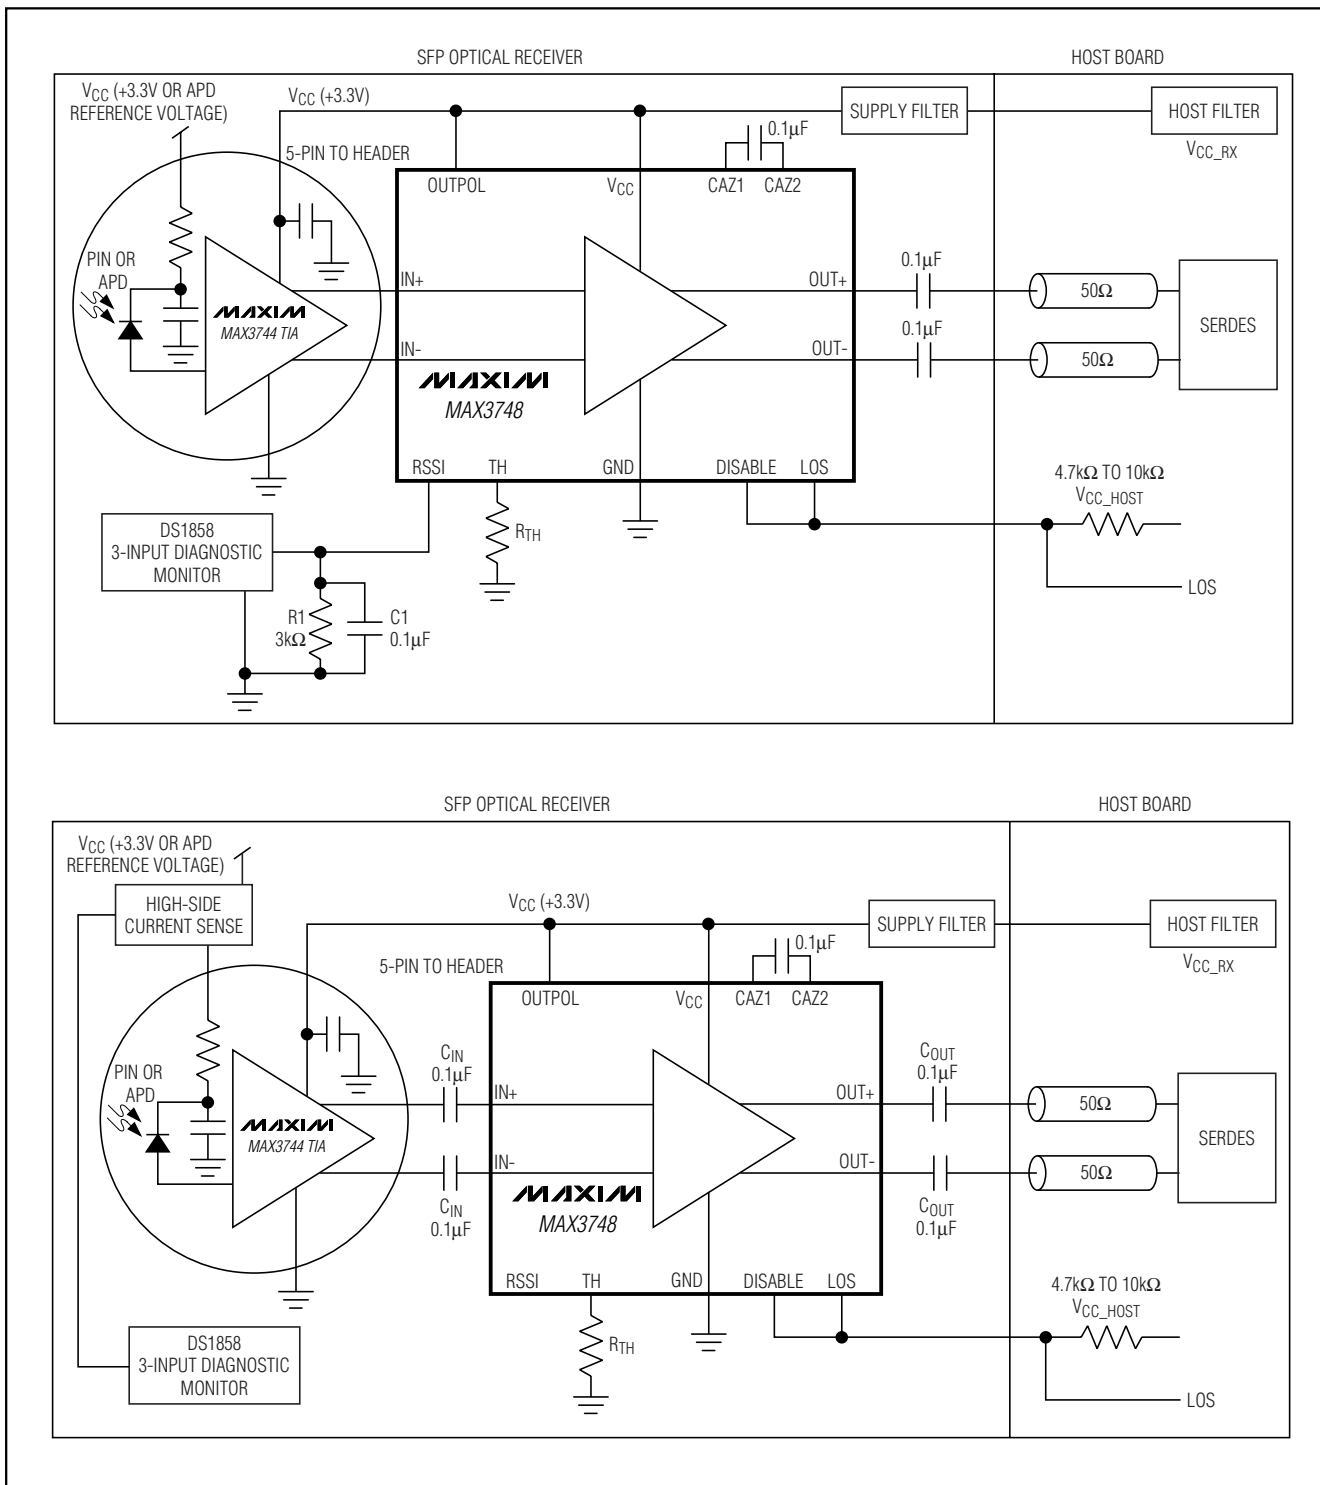 SFP OPTICAL RECEIVER
HOST BOARD
VCC (+3.3V OR APD
REFERENCE VOLTAGE)
VCC (+3.3V)
SUPPLY FILTER
HOST FILTER
VCC_RX
0.1µF
5-PIN TO HEADER
OUTPOL
VCC
CAZ1
CAZ2
PIN OR
APD
MAXIM
MAX3744 TIA
IN+
IN-
MAXIM
MAX3748
OUT+
OUT-
0.1µF
0.1µF
50Ω
50Ω
SERDES
RSSI
TH
GND
DISABLE
LOS
4.7kΩ TO 10kΩ
VCC_HOST
LOS
DS1858
3-INPUT DIAGNOSTIC
MONITOR
RTH
R1
3kΩ
C1
0.1µF
SFP OPTICAL RECEIVER
HOST BOARD
VCC (+3.3V OR APD
REFERENCE VOLTAGE)
HIGH-SIDE
CURRENT SENSE
VCC (+3.3V)
SUPPLY FILTER
HOST FILTER
VCC_RX
0.1µF
5-PIN TO HEADER
OUTPOL
VCC
CAZ1
CAZ2
PIN OR
APD
MAXIM
MAX3744 TIA
CIN
0.1µF
CIN
0.1µF
IN+
IN-
MAXIM
MAX3748
OUT+
OUT-
COUT
0.1µF
COUT
0.1µF
50Ω
50Ω
SERDES
RSSI
TH
GND
DISABLE
LOS
4.7kΩ TO 10kΩ
VCC_HOST
LOS
RTH
DS1858
3-INPUT DIAGNOSTIC
MONITOR